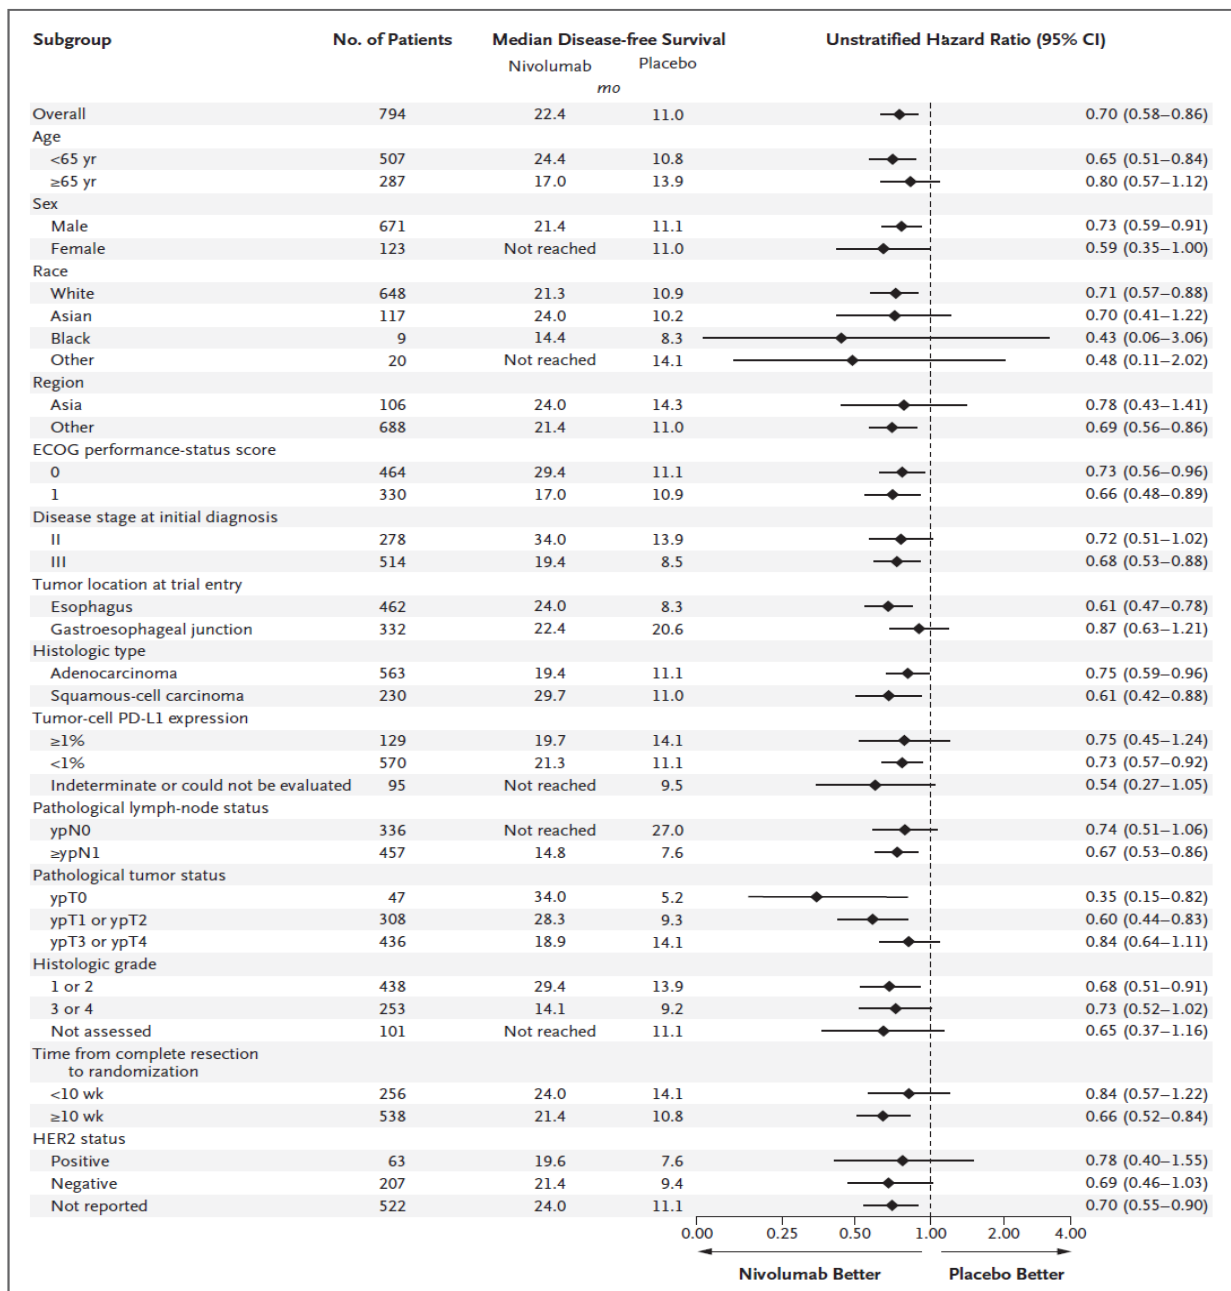 Subgroup No. of Patients Median Disease-free Survival Unstratified Hazard Ratio (95% CI)
Nivolumab Placebo
mo
Overall 794 22.4 11.0 0.70 (0.58–0.86)
Age
<65 yr 507 24.4 10.8 0.65 (0.51–0.84)
≥65 yr 287 17.0 13.9 0.80 (0.57–1.12)
Sex
Male 671 21.4 11.1 0.73 (0.59–0.91)
Female 123 Not reached 11.0 0.59 (0.35–1.00)
Race
White 648 21.3 10.9 0.71 (0.57–0.88)
Asian 117 24.0 10.2 0.70 (0.41–1.22)
Black 9 14.4 8.3 0.43 (0.06–3.06)
Other 20 Not reached 14.1 0.48 (0.11–2.02)
Region
Asia 106 24.0 14.3 0.78 (0.43–1.41)
Other 688 21.4 11.0 0.69 (0.56–0.86)
ECOG performance-status score
0 464 29.4 11.1 0.73 (0.56–0.96)
1 330 17.0 10.9 0.66 (0.48–0.89)
Disease stage at initial diagnosis
II 278 34.0 13.9 0.72 (0.51–1.02)
III 514 19.4 8.5 0.68 (0.53–0.88)
Tumor location at trial entry
Esophagus 462 24.0 8.3 0.61 (0.47–0.78)
Gastroesophageal junction 332 22.4 20.6 0.87 (0.63–1.21)
Histologic type
Adenocarcinoma 563 19.4 11.1 0.75 (0.59–0.96)
Squamous-cell carcinoma 230 29.7 11.0 0.61 (0.42–0.88)
Tumor-cell PD-L1 expression
≥1% 129 19.7 14.1 0.75 (0.45–1.24)
<1% 570 21.3 11.1 0.73 (0.57–0.92)
Indeterminate or could not be evaluated 95 Not reached 9.5 0.54 (0.27–1.05)
Pathological lymph-node status
ypN0 336 Not reached 27.0 0.74 (0.51–1.06)
≥ypN1 457 14.8 7.6 0.67 (0.53–0.86)
Pathological tumor status
ypT0 47 34.0 5.2 0.35 (0.15–0.82)
ypT1 or ypT2 308 28.3 9.3 0.60 (0.44–0.83)
ypT3 or ypT4 436 18.9 14.1 0.84 (0.64–1.11)
Histologic grade
1 or 2 438 29.4 13.9 0.68 (0.51–0.91)
3 or 4 253 14.1 9.2 0.73 (0.52–1.02)
Not assessed 101 Not reached 11.1 0.65 (0.37–1.16)
Time from complete resection
to randomization
<10 wk 256 24.0 14.1 0.84 (0.57–1.22)
≥10 wk 538 21.4 10.8 0.66 (0.52–0.84)
HER2 status
Positive 63 19.6 7.6 0.78 (0.40–1.55)
Negative 207 21.4 9.4 0.69 (0.46–1.03)
Not reported 522 24.0 11.1 0.70 (0.55–0.90)
0.00 0.25 0.50 1.00 2.00 4.00
Nivolumab Better Placebo Better